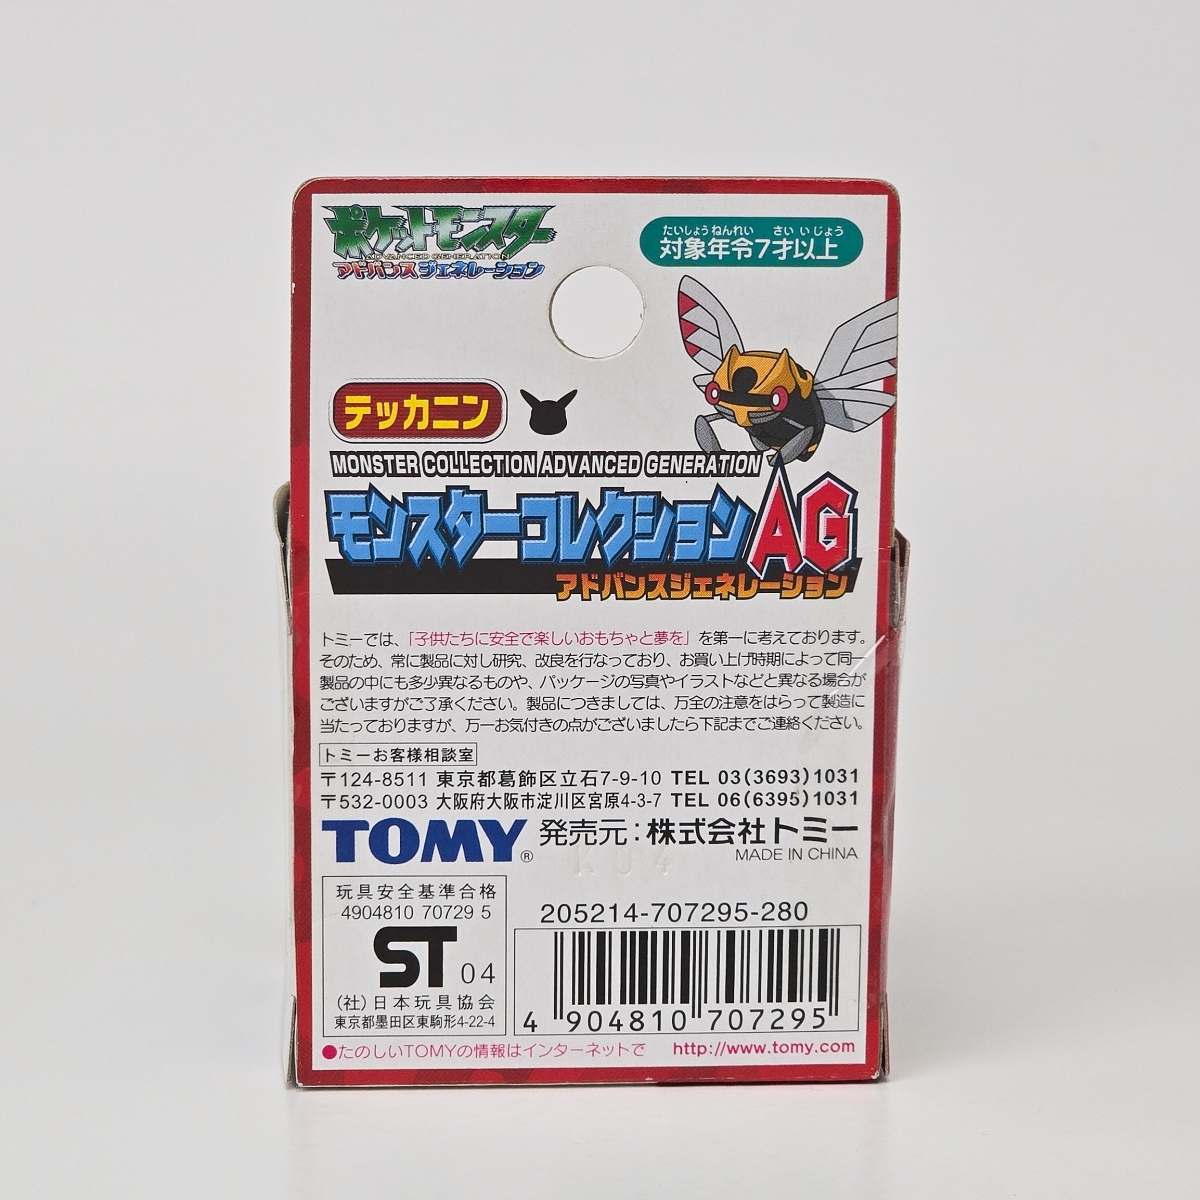 ポケットモンスター
ADVANCED GENERATION
アドバンスジェネレーション
たいしょうねんれい さいいじょう
対象年令7才以上
テッカニン
MONSTER COLLECTION ADVANCED GENERATION
モンスターコレクションAG
アドバンスジェネレーション
トミーでは、「子供たちに安全で楽しいおもちゃと夢を」を第一に考えております。
そのため、常に製品に対し研究、改良を行なっており、お買い上げ時期によって同一
製品の中にも多少異なるものや、パッケージの写真やイラストなどと異なる場合が
ございますがご了承ください。製品につきましては、万全の注意をはらって製造に
当たっておりますが、万一お気付きの点がございましたら下記までご連絡ください。
トミーお客様相談室
〒124-8511 東京都葛飾区立石7-9-10 TEL 03(3693)1031
〒532-0003 大阪府大阪市淀川区宮原4-3-7 TEL 06(6395)1031
TOMY® 発売元:株式会社トミー
MADE IN CHINA
K04
玩具安全基準合格
4904810 70729 5
ST 04
(社)日本玩具協会
東京都墨田区東駒形4-22-4
205214-707295-280
4 904810 707295
●たのしいTOMYの情報はインターネットで http://www.tomy.com